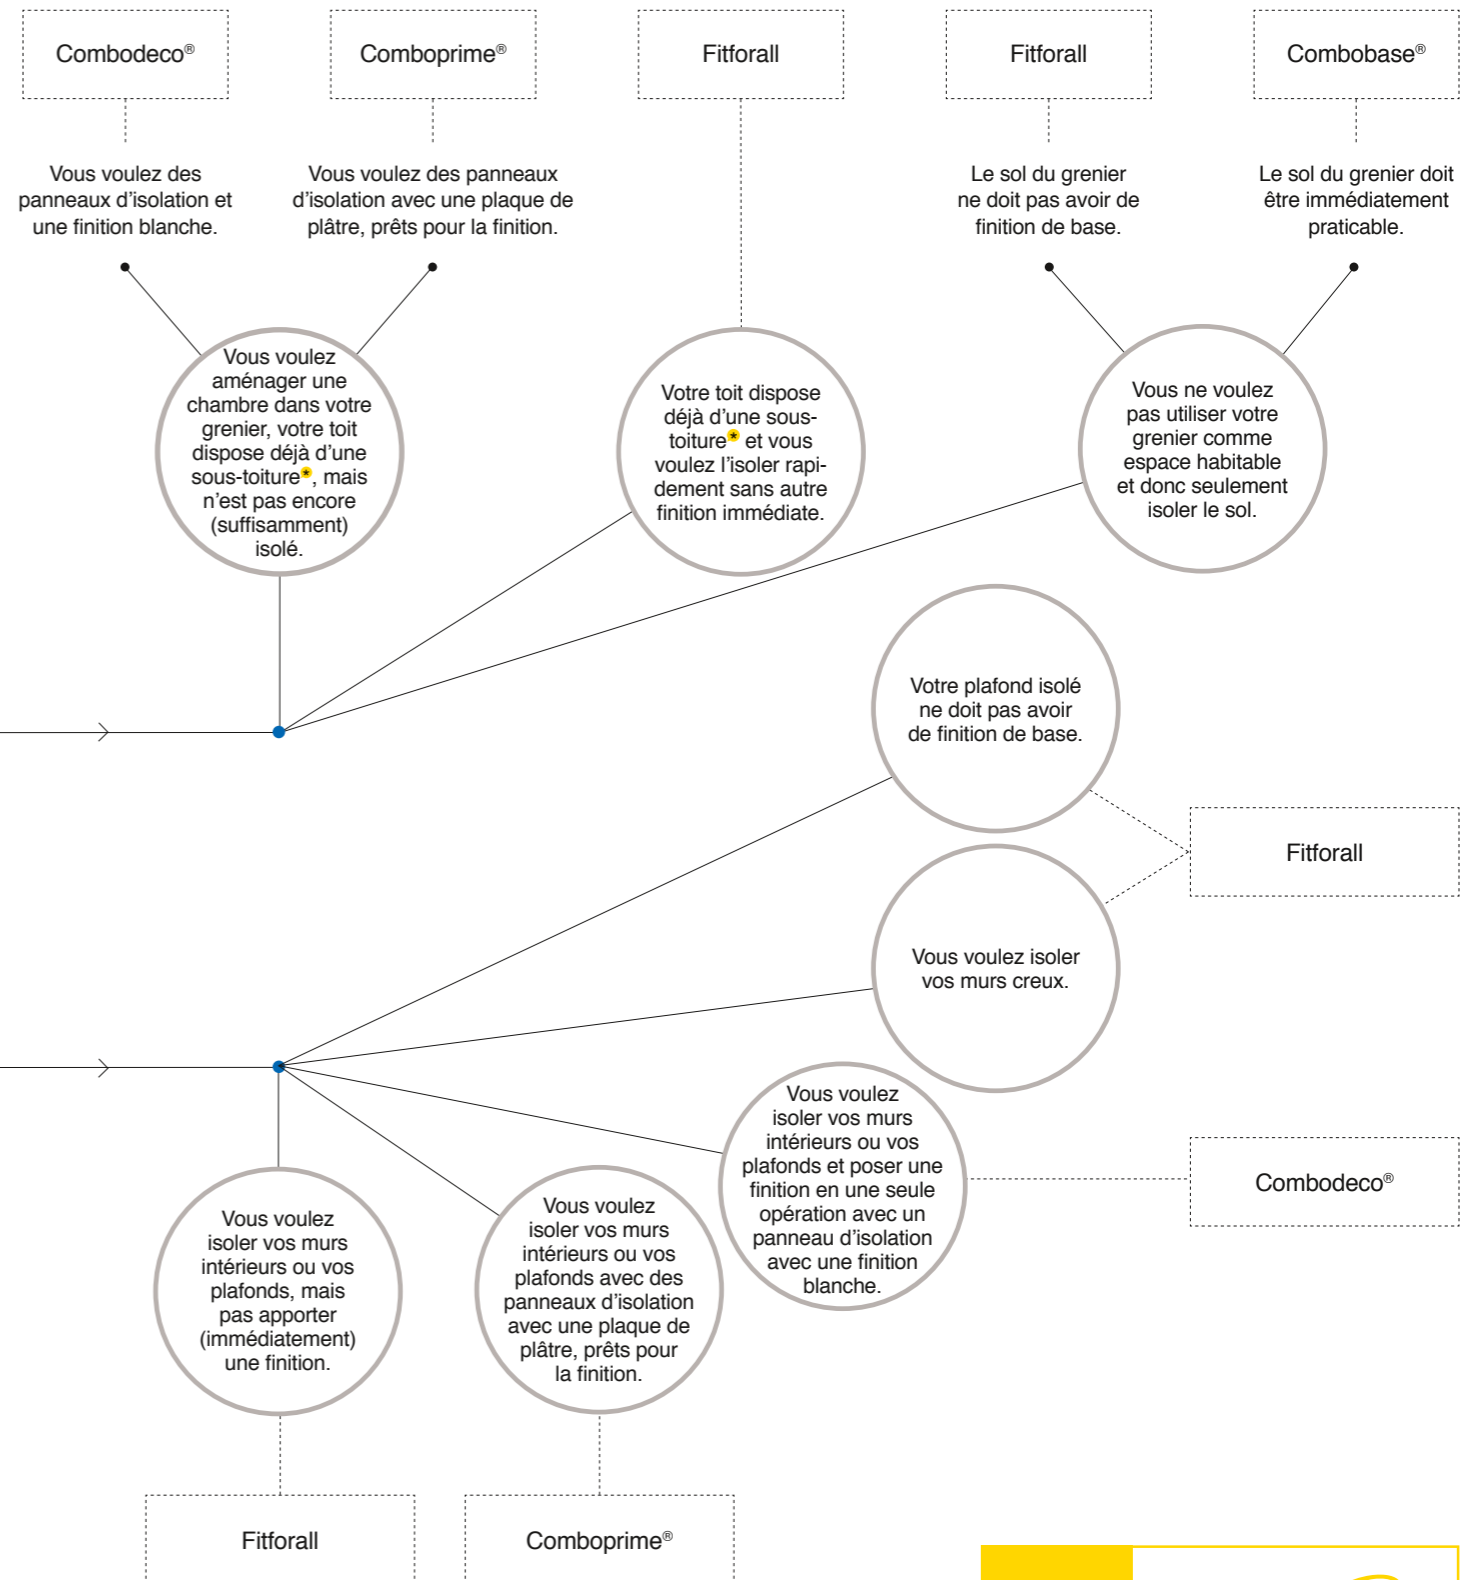 Combodeco®
Comboprime®
Fitforall
Fitforall
Combobase®
Vous voulez des
panneaux d’isolation et
une finition blanche.
Vous voulez des panneaux
d’isolation avec une plaque de
plâtre, prêts pour la finition.
Le sol du grenier
ne doit pas avoir de
finition de base.
Le sol du grenier doit
être immédiatement
praticable.
Vous voulez
aménager une
chambre dans votre
grenier, votre toit
dispose déjà d’une
sous-toiture*, mais
n’est pas encore
(suffisamment)
isolé.
Votre toit dispose
déjà d’une sous-
toiture* et vous
voulez l’isoler rapi-
dement sans autre
finition immédiate.
Vous ne voulez
pas utiliser votre
grenier comme
espace habitable
et donc seulement
isoler le sol.
Votre plafond isolé
ne doit pas avoir
de finition de base.
Fitforall
Vous voulez isoler
vos murs creux.
Vous voulez
isoler vos murs
intérieurs ou vos
plafonds et poser une
finition en une seule
opération avec un
panneau d’isolation
avec une finition
blanche.
Combodeco®
Vous voulez
isoler vos murs
intérieurs ou vos
plafonds, mais
pas apporter
(immédiatement)
une finition.
Vous voulez
isoler vos murs
intérieurs ou vos
plafonds avec des
panneaux d’isolation
avec une plaque de
plâtre, prêts pour
la finition.
Fitforall
Comboprime®